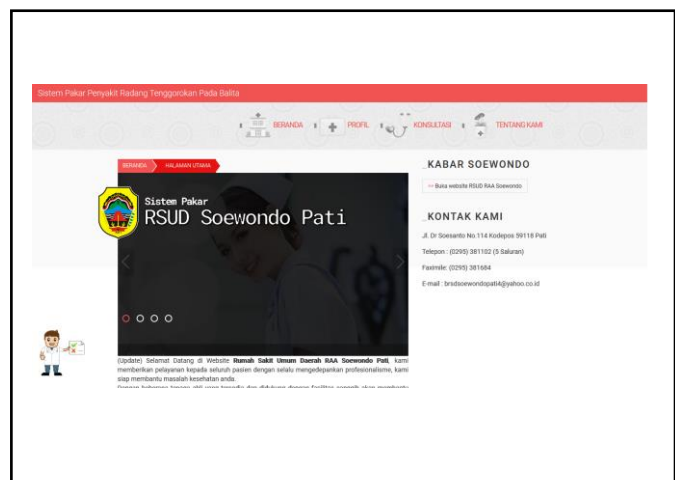 Sistem Pakar Penyakit Radang Tenggorokan Pada Balita
BERANDA PROFIL KONSULTASI TENTANG KAMI
BERANDA HALAMAN UTAMA
Sistem Pakar
RSUD Soewondo Pati
(Update) Selamat Datang di Website Rumah Sakit Umum Daerah RAA Soewondo Pati, kami
memberikan pelayanan kepada seluruh pasien dengan selalu mengedepankan profesionalisme, kami
siap membantu masalah kesehatan anda.
_KABAR SOEWONDO
>> Buka website RSUD RAA Soewondo
_KONTAK KAMI
Jl. Dr Soesanto No.114 Kodepos 59118 Pati
Telepon : (0295) 381102 (5 Saluran)
Faximile: (0295) 381684
E-mail : brsdsoewondopati4@yahoo.co.id